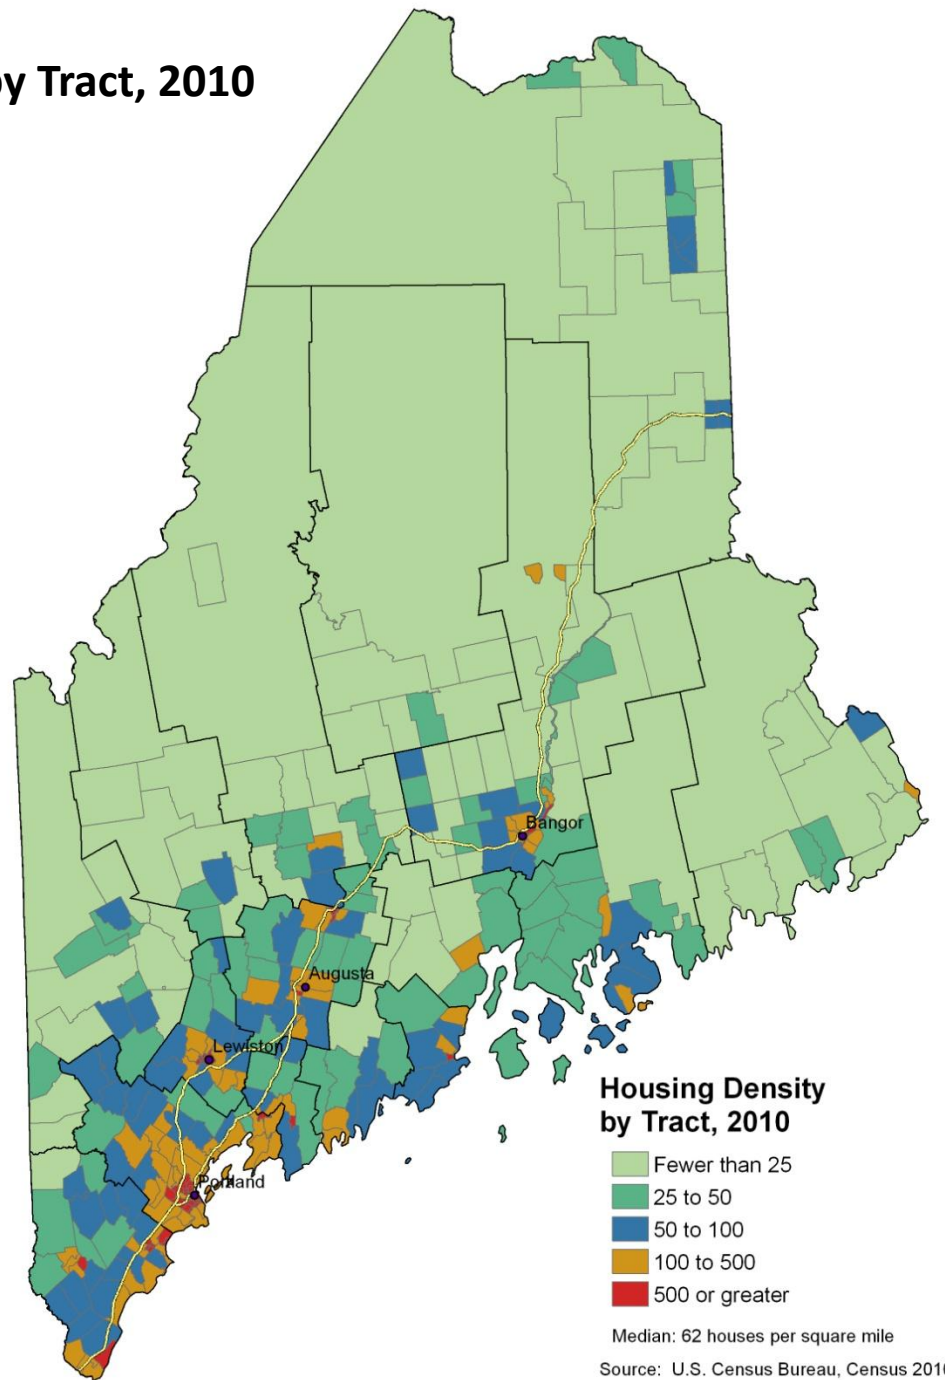 by Tract, 2010
Bangor
Augusta
Lewiston
Portland
Housing Density
by Tract, 2010
Fewer than 25
25 to 50
50 to 100
100 to 500
500 or greater
Median: 62 houses per square mile
Source: U.S. Census Bureau, Census 2010